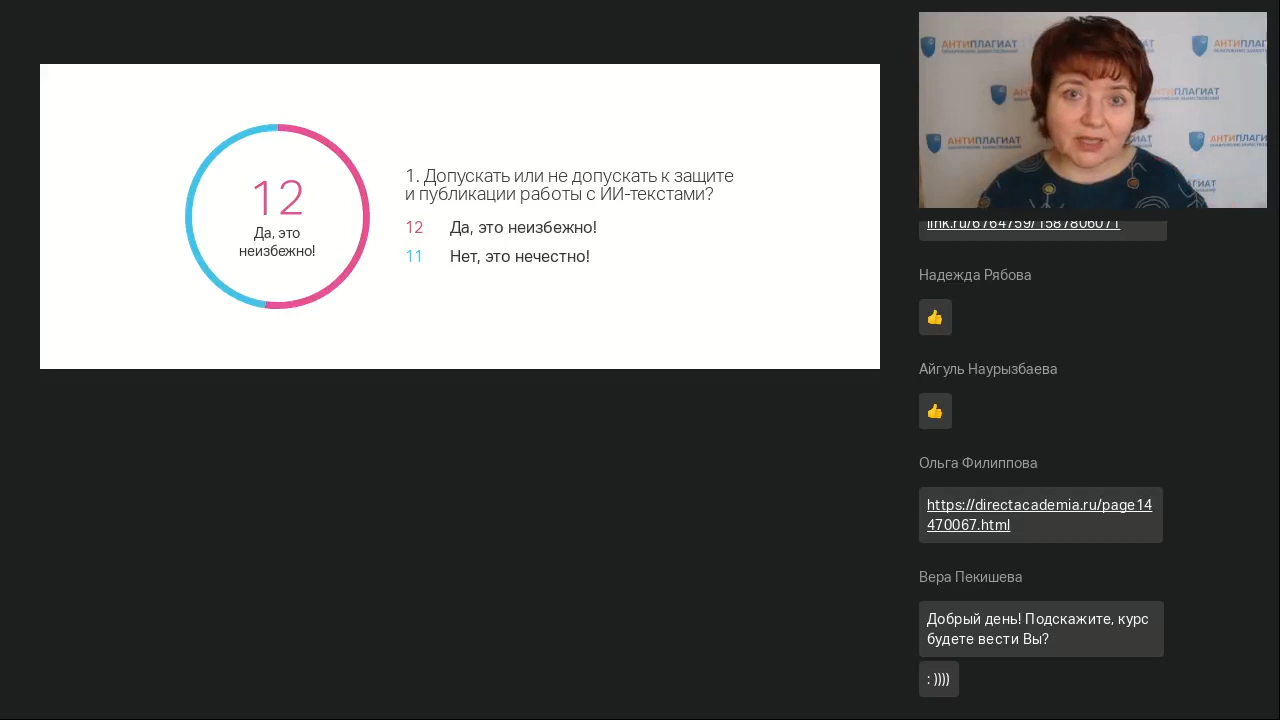 12
Да, это
неизбежно!
1. Допускать или не допускать к защите
и публикации работы с ИИ-текстами?
12 Да, это неизбежно!
11 Нет, это нечестно!
АНТИПЛАГИАТ
АНТИПЛАГИАТ
АНТИПЛАГИАТ
link.ru/6764759/1587806071
Надежда Рябова
👍
Айгуль Наурызбаева
👍
Ольга Филиппова
https://directacademia.ru/page14
470067.html
Вера Пекишева
Добрый день! Подскажите, курс
будете вести Вы?
: ))))